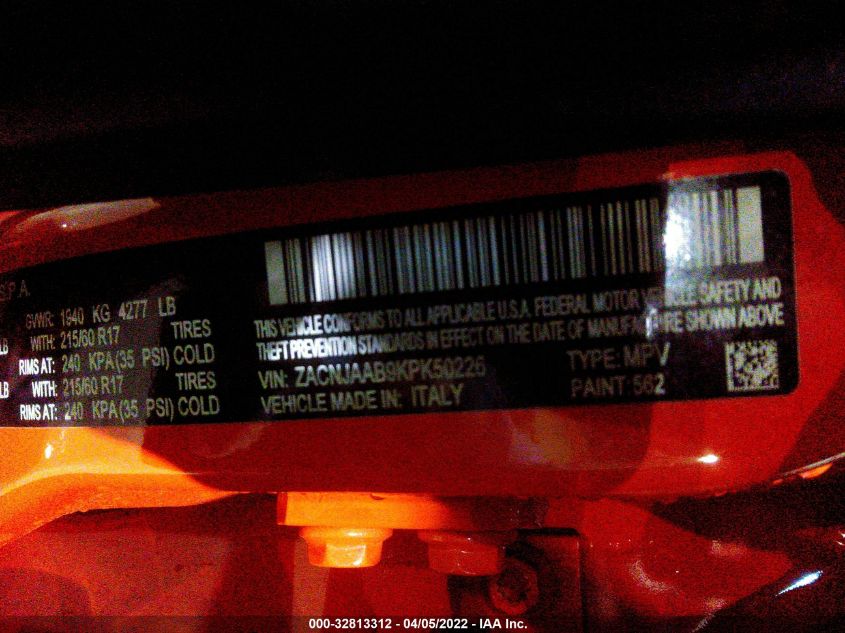 S.P.A.
GVWR: 1940 KG 4277 LB
LB WITH: 215/60 R17 TIRES
RIMS AT: 240 KPA (35 PSI) COLD
LB WITH: 215/60 R17 TIRES
RIMS AT: 240 KPA (35 PSI) COLD
THIS VEHICLE CONFORMS TO ALL APPLICABLE U.S.A. FEDERAL MOTOR VEHICLE SAFETY AND
THEFT PREVENTION STANDARDS IN EFFECT ON THE DATE OF MANUFACTURE SHOWN ABOVE
VIN: ZACNJAAB9KPK50226 TYPE: MPV
VEHICLE MADE IN: ITALY PAINT: 562
000-32813312 - 04/05/2022 - IAA Inc.